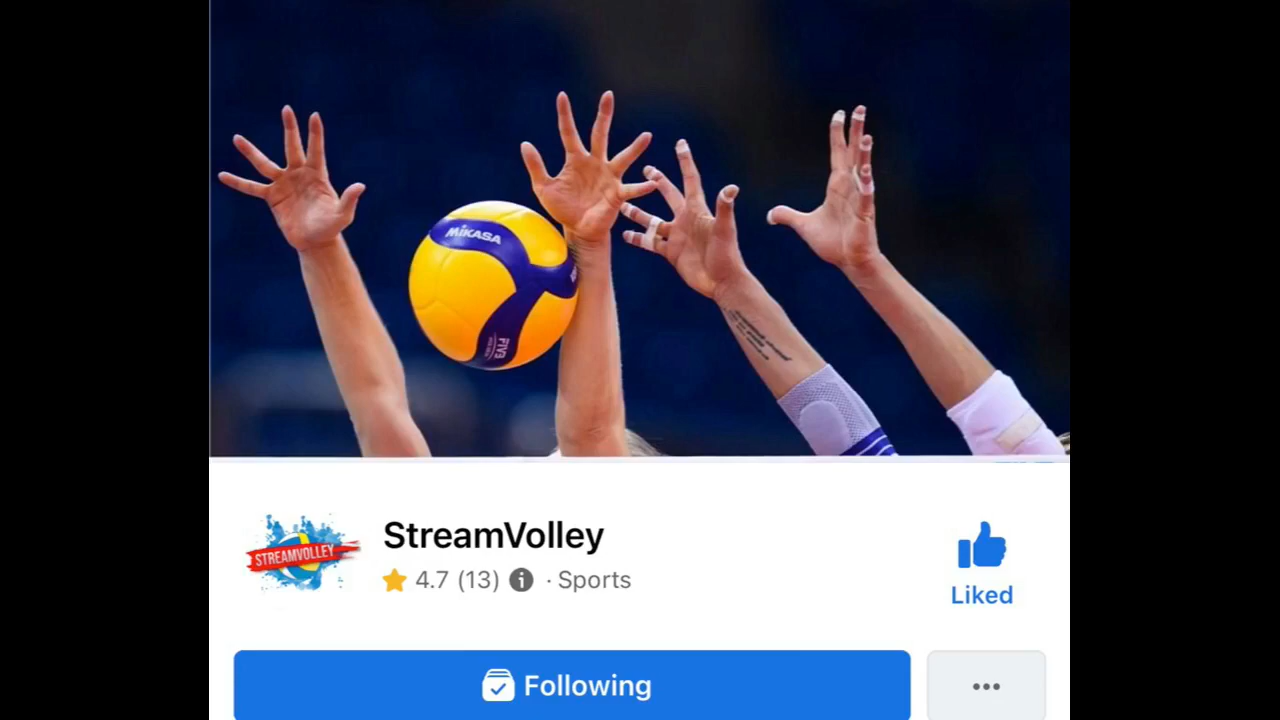 MIKASA
FIVB
STREAMVOLLEY
StreamVolley
4.7 (13) i · Sports
Liked
Following